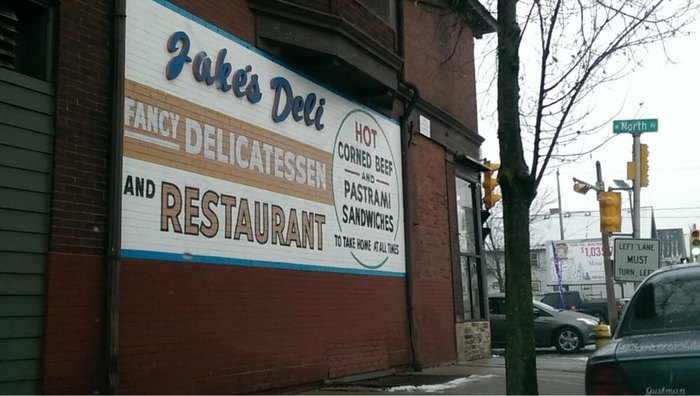 Jake's Deli
FANCY DELICATESSEN
AND RESTAURANT
HOT
CORNED BEEF
AND
PASTRAMI
SANDWICHES
TO TAKE HOME AT ALL TIMES
W North Av
LEFT LANE
MUST
TURN LEFT
Gustman